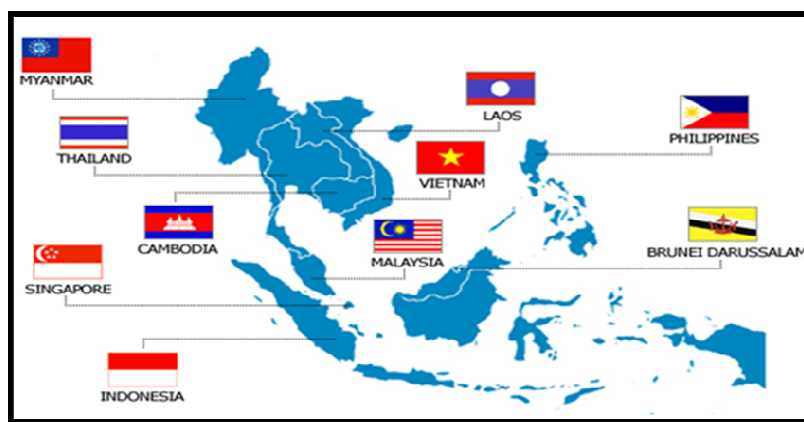 MYANMAR
LAOS
PHILIPPINES
THAILAND
VIETNAM
CAMBODIA
BRUNEI DARUSSALAM
MALAYSIA
SINGAPORE
INDONESIA